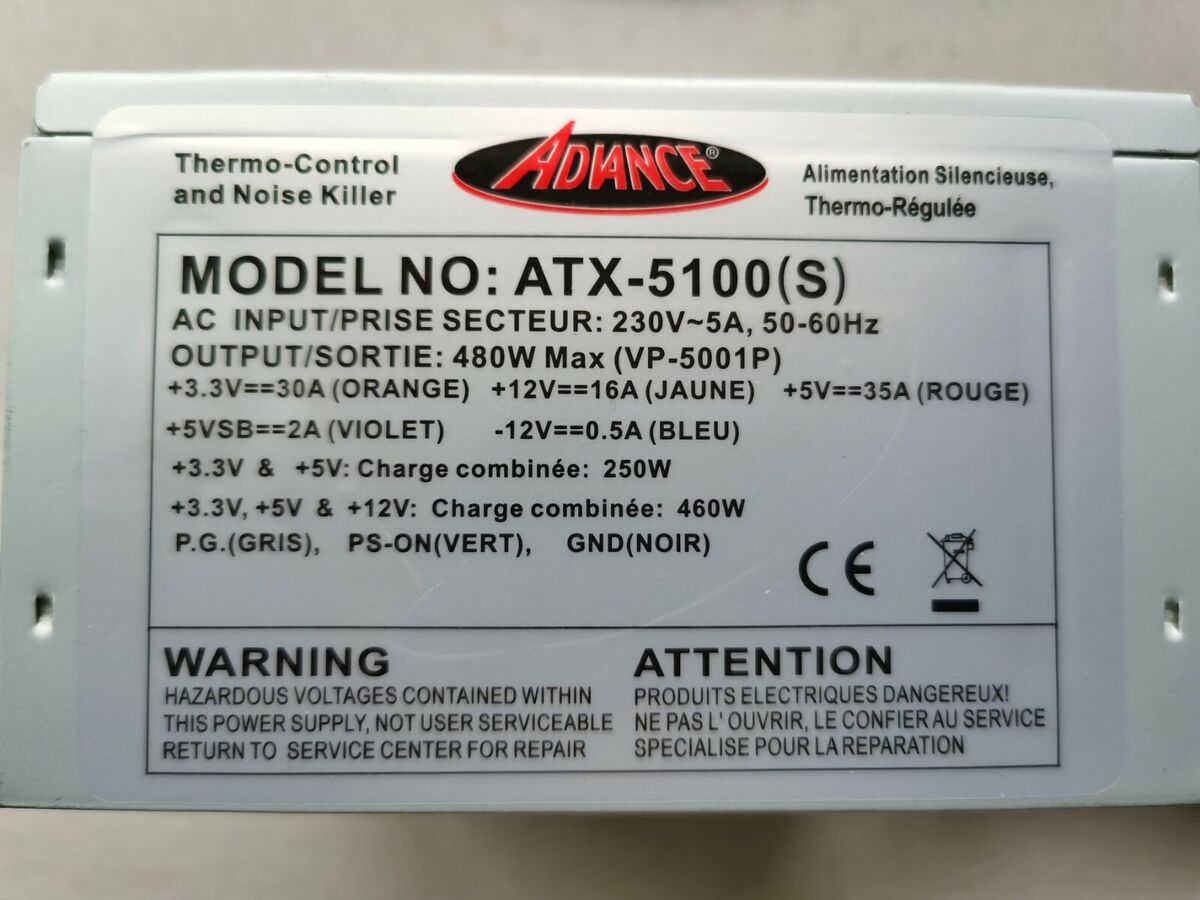 Thermo-Control
and Noise Killer
ADVANCE®
Alimentation Silencieuse,
Thermo-Régulée
MODEL NO: ATX-5100(S)
AC INPUT/PRISE SECTEUR: 230V~5A, 50-60Hz
OUTPUT/SORTIE: 480W Max (VP-5001P)
+3.3V==30A (ORANGE) +12V==16A (JAUNE) +5V==35A (ROUGE)
+5VSB==2A (VIOLET) -12V==0.5A (BLEU)
+3.3V & +5V: Charge combinée: 250W
+3.3V, +5V & +12V: Charge combinée: 460W
P.G.(GRIS), PS-ON(VERT), GND(NOIR)
CE
WARNING
HAZARDOUS VOLTAGES CONTAINED WITHIN
THIS POWER SUPPLY, NOT USER SERVICEABLE
RETURN TO SERVICE CENTER FOR REPAIR
ATTENTION
PRODUITS ELECTRIQUES DANGEREUX!
NE PAS L' OUVRIR, LE CONFIER AU SERVICE
SPECIALISE POUR LA REPARATION